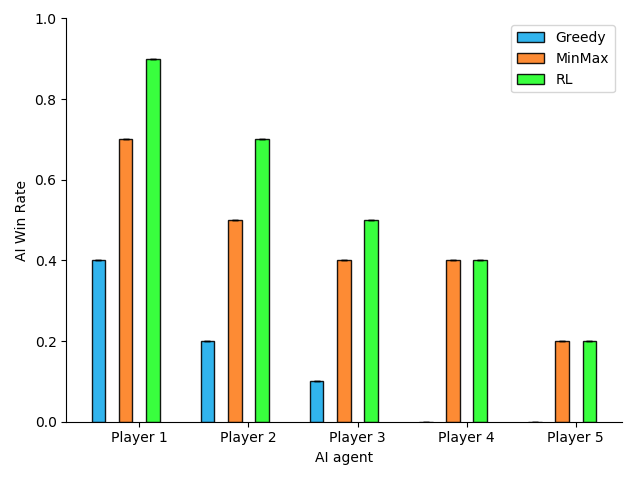 1.0
0.8
0.6
0.4
0.2
0.0
AI Win Rate
Greedy
MinMax
RL
Player 1
Player 2
Player 3
Player 4
Player 5
AI agent